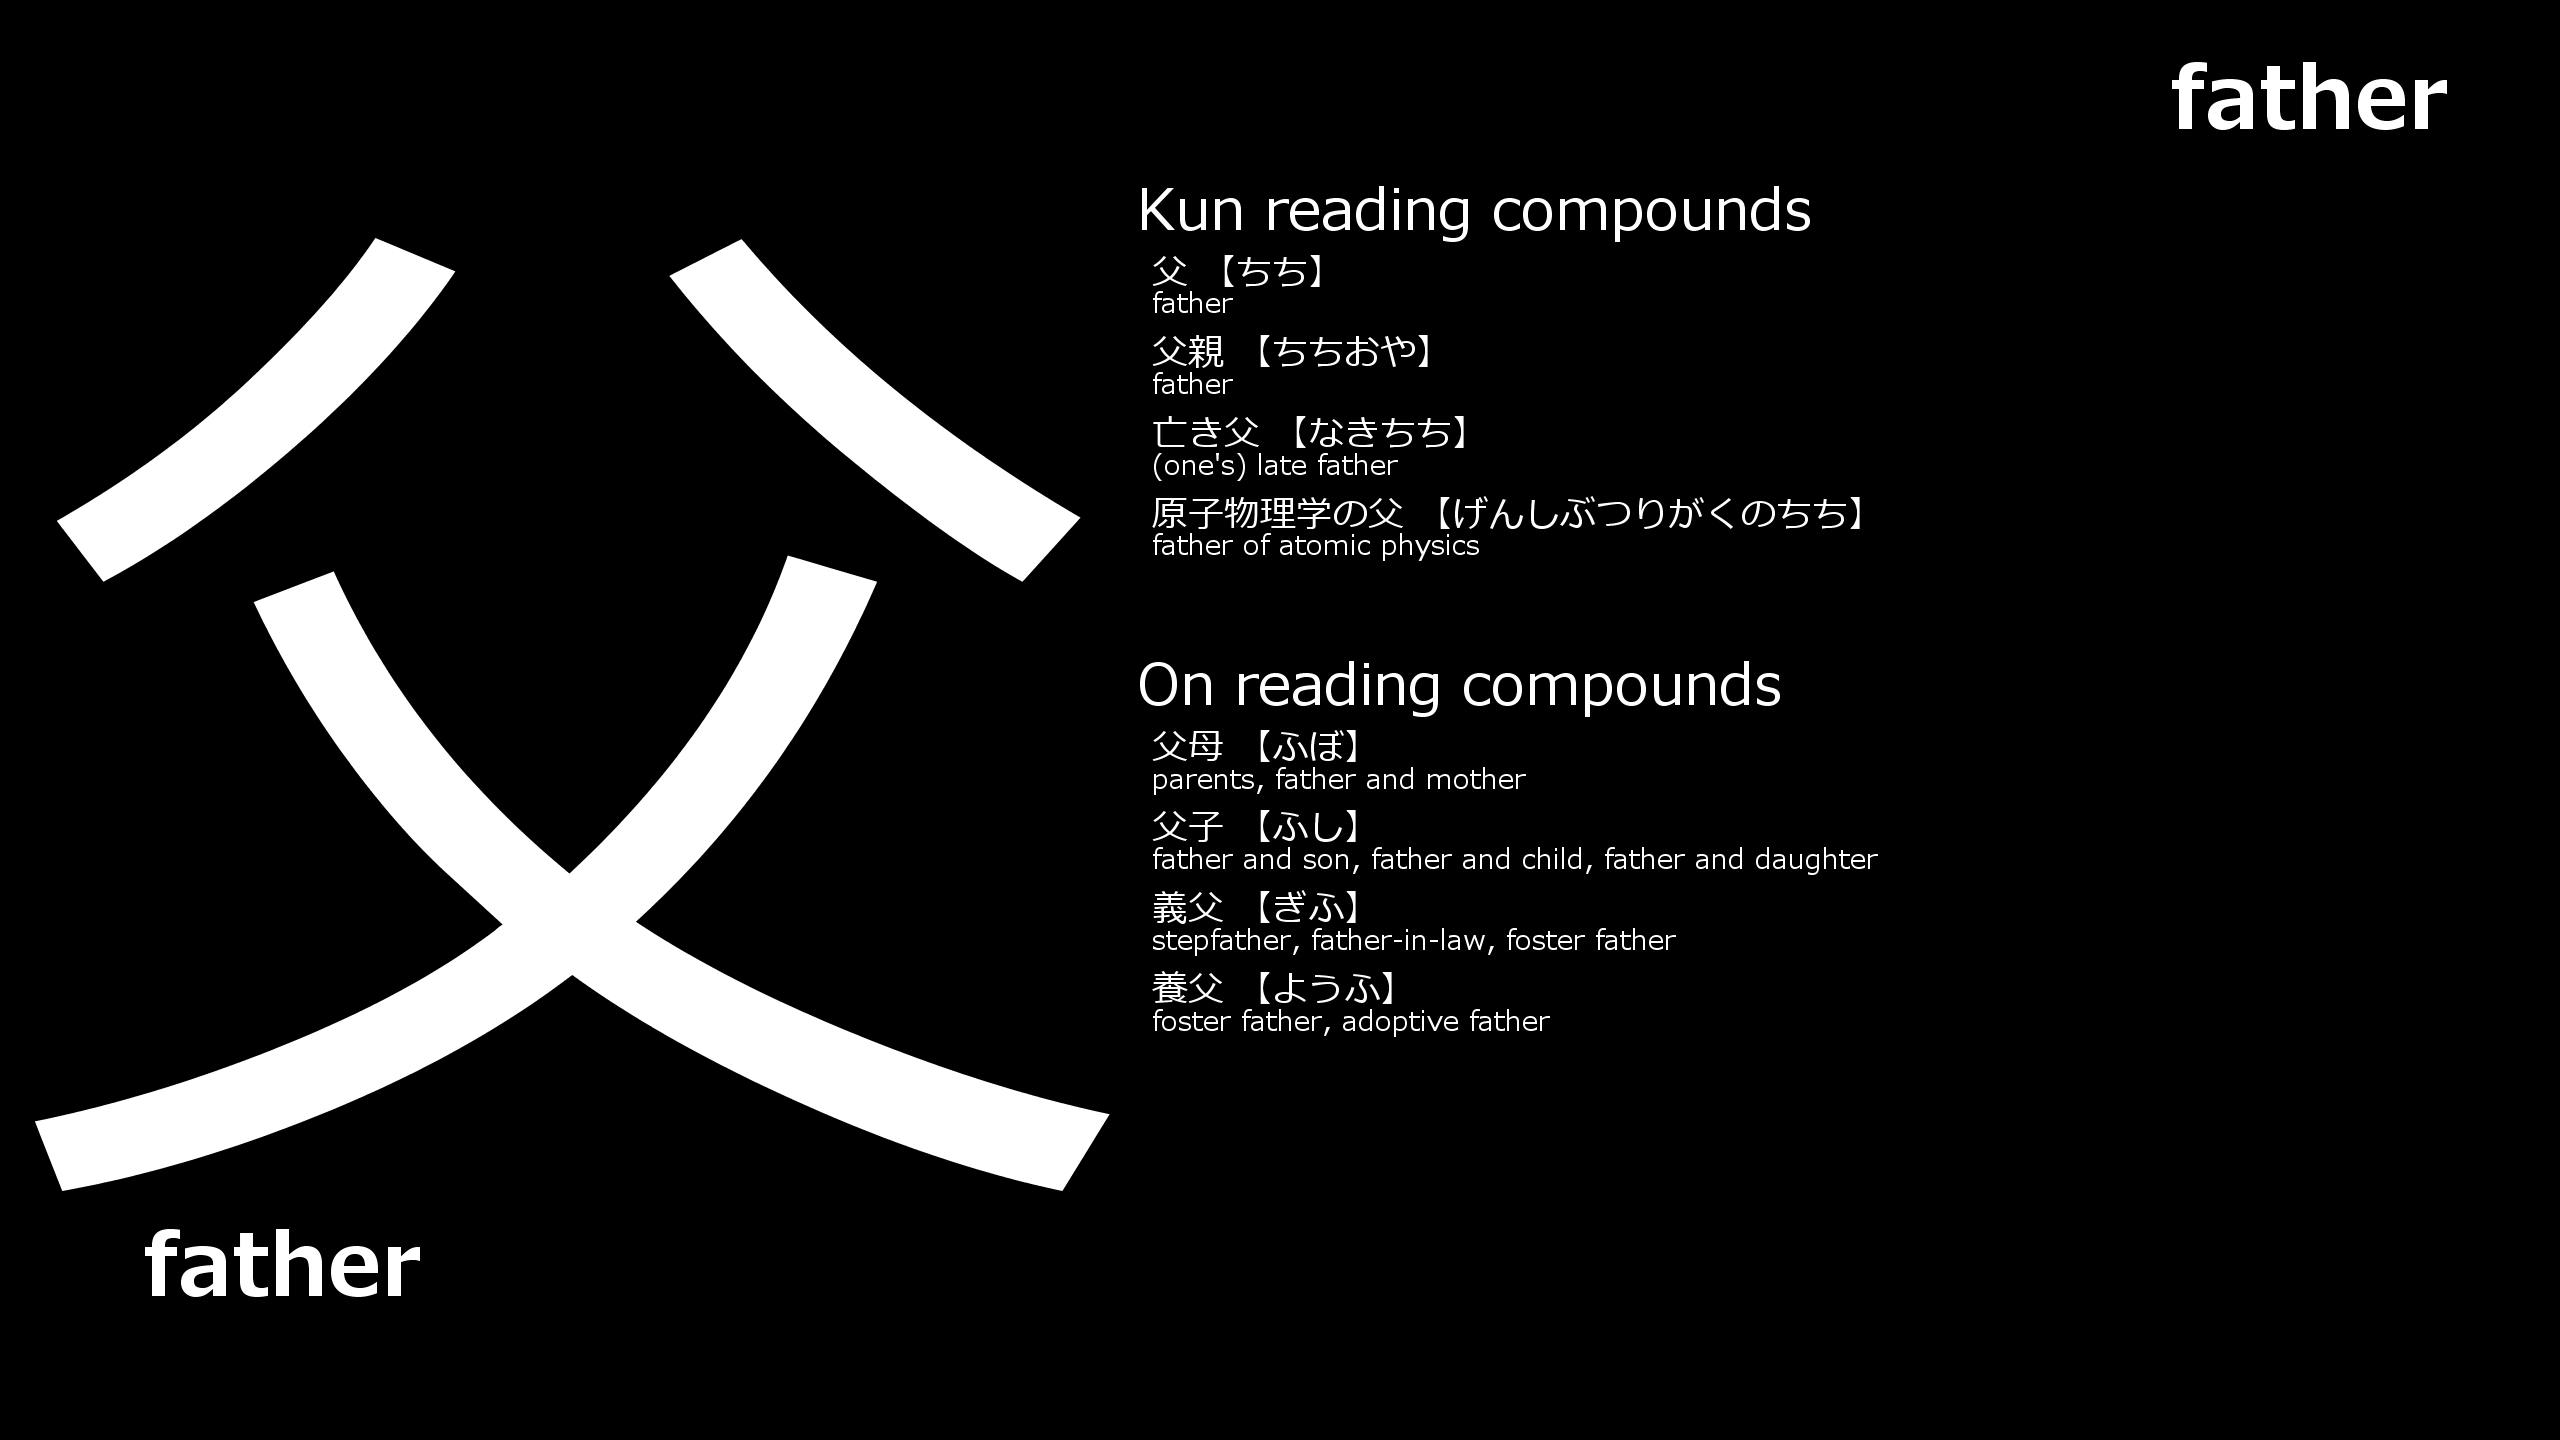 father
父
Kun reading compounds
父 【ちち】
father
父親 【ちちおや】
father
亡き父 【なきちち】
(one's) late father
原子物理学の父 【げんしぶつりがくのちち】
father of atomic physics
On reading compounds
父母 【ふぼ】
parents, father and mother
父子 【ふし】
father and son, father and child, father and daughter
義父 【ぎふ】
stepfather, father-in-law, foster father
養父 【ようふ】
foster father, adoptive father
father